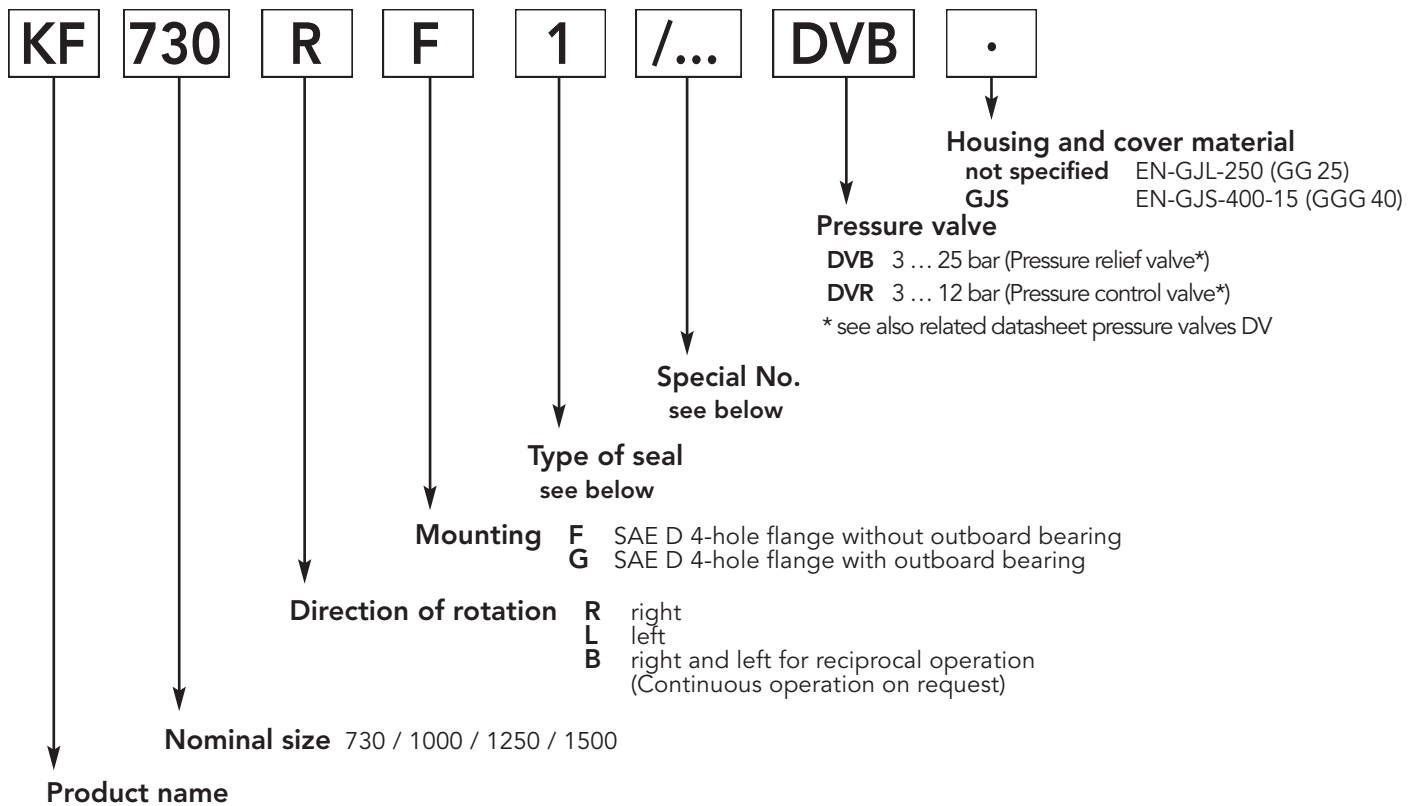 KF 730 R F 1 /... DVB .
Housing and cover material
not specified EN-GJL-250 (GG 25)
GJS EN-GJS-400-15 (GGG 40)
Pressure valve
DVB 3 … 25 bar (Pressure relief valve*)
DVR 3 … 12 bar (Pressure control valve*)
* see also related datasheet pressure valves DV
Special No.
see below
Type of seal
see below
Mounting F SAE D 4-hole flange without outboard bearing
G SAE D 4-hole flange with outboard bearing
Direction of rotation R right
L left
B right and left for reciprocal operation
(Continuous operation on request)
Nominal size 730 / 1000 / 1250 / 1500
Product name